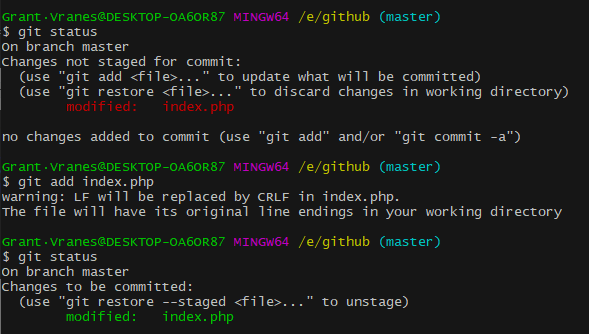 Grant·Vranes@DESKTOP-OA6OR87 MINGW64 /e/github (master)
$ git status
On branch master
Changes not staged for commit:
  (use "git add <file>..." to update what will be committed)
  (use "git restore <file>..." to discard changes in working directory)
        modified:   index.php

no changes added to commit (use "git add" and/or "git commit -a")

Grant·Vranes@DESKTOP-OA6OR87 MINGW64 /e/github (master)
$ git add index.php
warning: LF will be replaced by CRLF in index.php.
The file will have its original line endings in your working directory

Grant·Vranes@DESKTOP-OA6OR87 MINGW64 /e/github (master)
$ git status
On branch master
Changes to be committed:
  (use "git restore --staged <file>..." to unstage)
        modified:   index.php